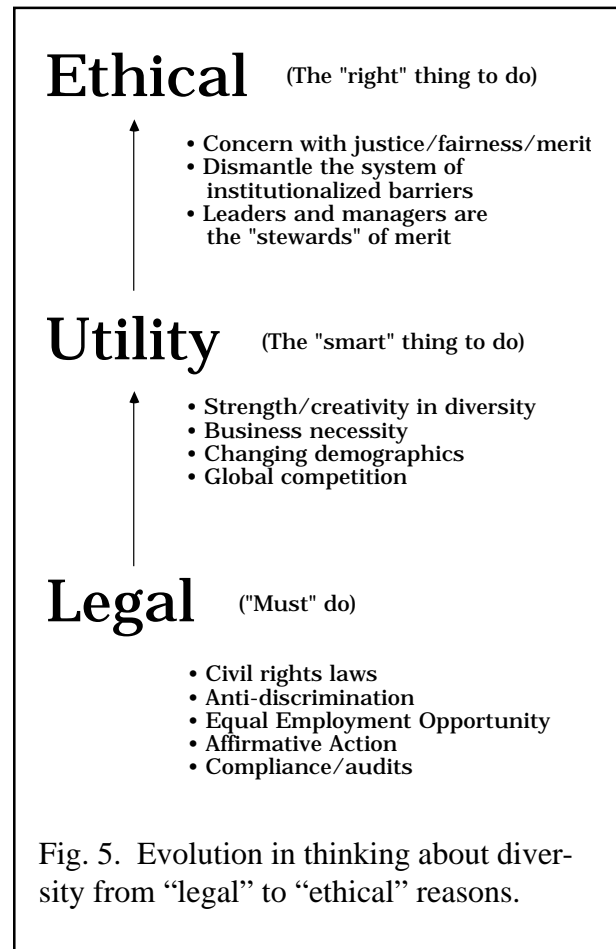 Ethical (The "right" thing to do)
• Concern with justice/fairness/merit
• Dismantle the system of
institutionalized barriers
• Leaders and managers are
the "stewards" of merit
Utility (The "smart" thing to do)
• Strength/creativity in diversity
• Business necessity
• Changing demographics
• Global competition
Legal ("Must" do)
• Civil rights laws
• Anti-discrimination
• Equal Employment Opportunity
• Affirmative Action
• Compliance/audits
Fig. 5. Evolution in thinking about diver-
sity from “legal” to “ethical” reasons.